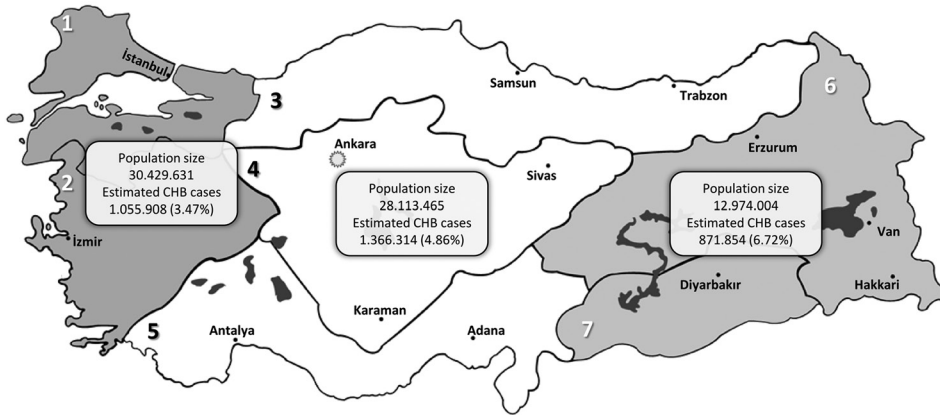 1
İstanbul
Samsun
3
Trabzon
6
Ankara
Erzurum
Population size
30.429.631
Estimated CHB cases
1.055.908 (3.47%)
4
2
Sivas
Population size
28.113.465
Estimated CHB cases
1.366.314 (4.86%)
Population size
12.974.004
Estimated CHB cases
871.854 (6.72%)
Van
İzmir
Diyarbakır
Hakkari
Karaman
5
Antalya
Adana
7